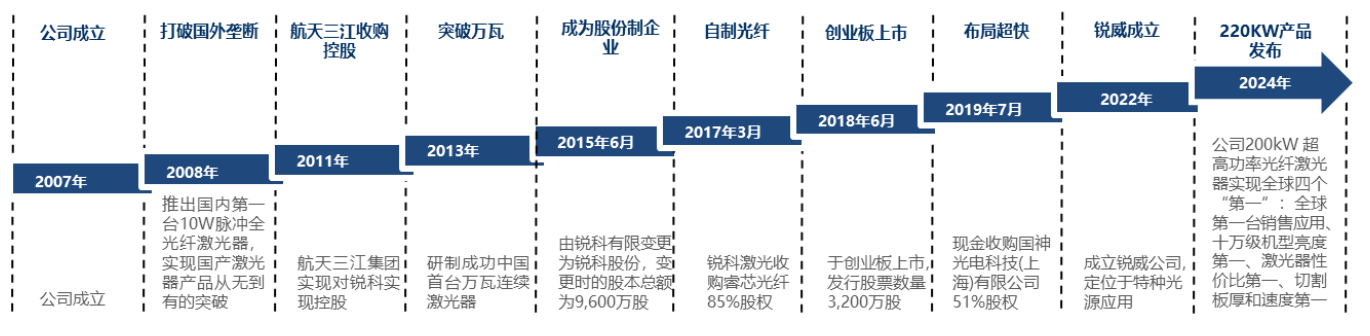 公司成立
2007年
公司成立
打破国外垄断
2008年
推出国内第一
台10W脉冲全
光纤激光器，
实现国产激光
器产品从无到
有的突破
航天三江收购
控股
2011年
航天三江集团
实现对锐科实
现控股
突破万瓦
2013年
研制成功中国
首台万瓦连续
激光器
成为股份制企
业
2015年6月
由锐科有限变更
为锐科股份，变
更时的股本总额
为9,600万股
自制光纤
2017年3月
锐科激光收
购睿芯光纤
85%股权
创业板上市
2018年6月
于创业板上市，
发行股票数量
3,200万股
布局超快
2019年7月
现金收购国神
光电科技(上
海)有限公司
51%股权
锐威成立
2022年
成立锐威公司，
定位于特种光
源应用
220KW产品
发布
2024年
公司200kW 超
高功率光纤激光
器实现全球四个
“第一”：全球
第一台销售应用、
十万级机型亮度
第一、激光器性
价比第一、切割
板厚和速度第一